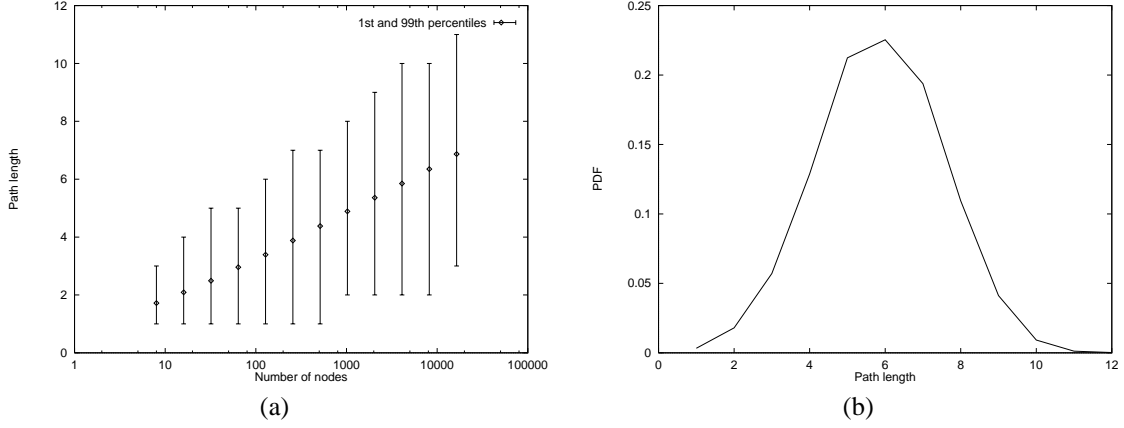 12
10
8
6
4
2
0
Path length
1st and 99th percentiles
1 10 100 1000 10000 100000
Number of nodes
(a)
0.25
0.2
0.15
0.1
0.05
0
PDF
0 2 4 6 8 10 12
Path length
(b)